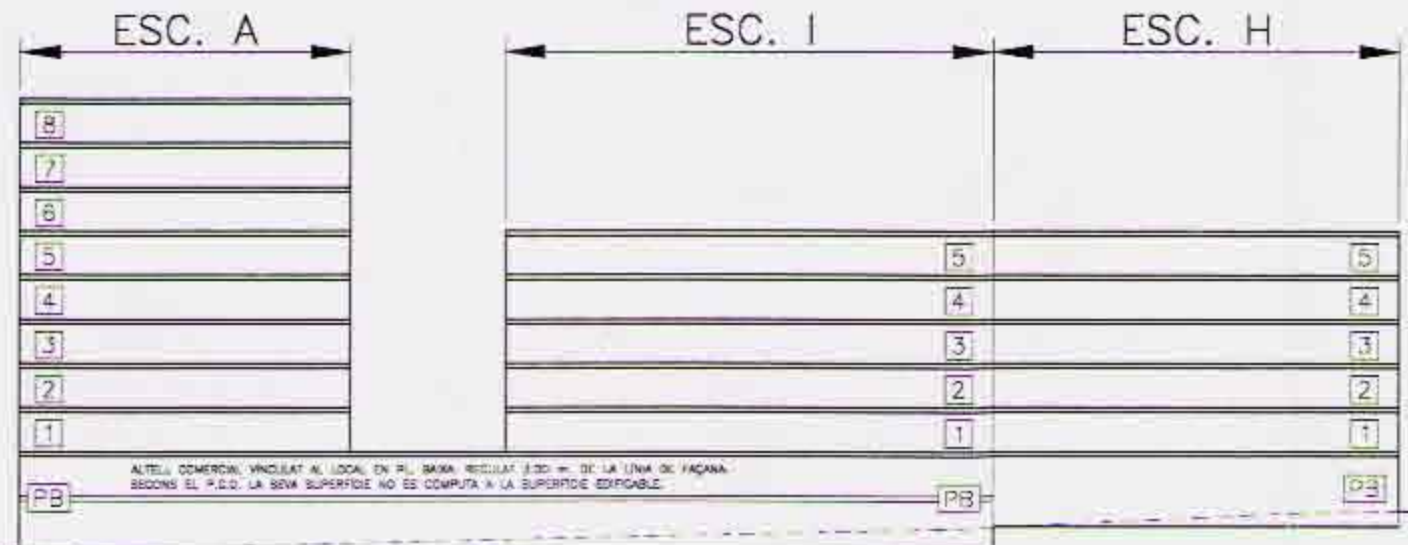 ESC. A ESC. I ESC. H
8
7
6
5 5 5
4 4 4
3 3 3
2 2 2
1 1 1
ALTELL COMERCIAL VINCULAT AL LOCAL EN PL. BAIXA, RECULAT m. DE LA LINIA DE FAÇANA.
SEGONS EL P.E.O. LA SEVA SUPERFICIE NO ES COMPUTA A LA SUPERFICIE EDIFICABLE.
PB PB PB